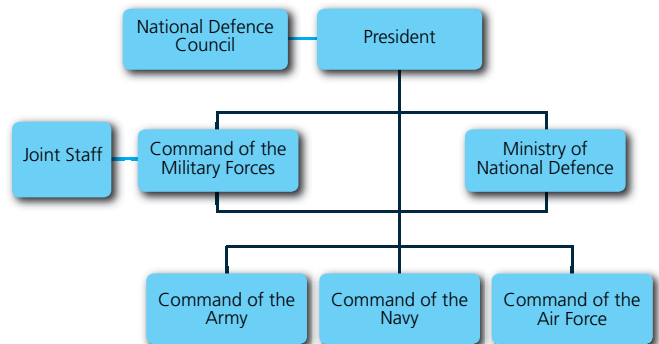 National Defence
Council
President
Joint Staff
Command of the
Military Forces
Ministry of
National Defence
Command of the
Army
Command of the
Navy
Command of the
Air Force